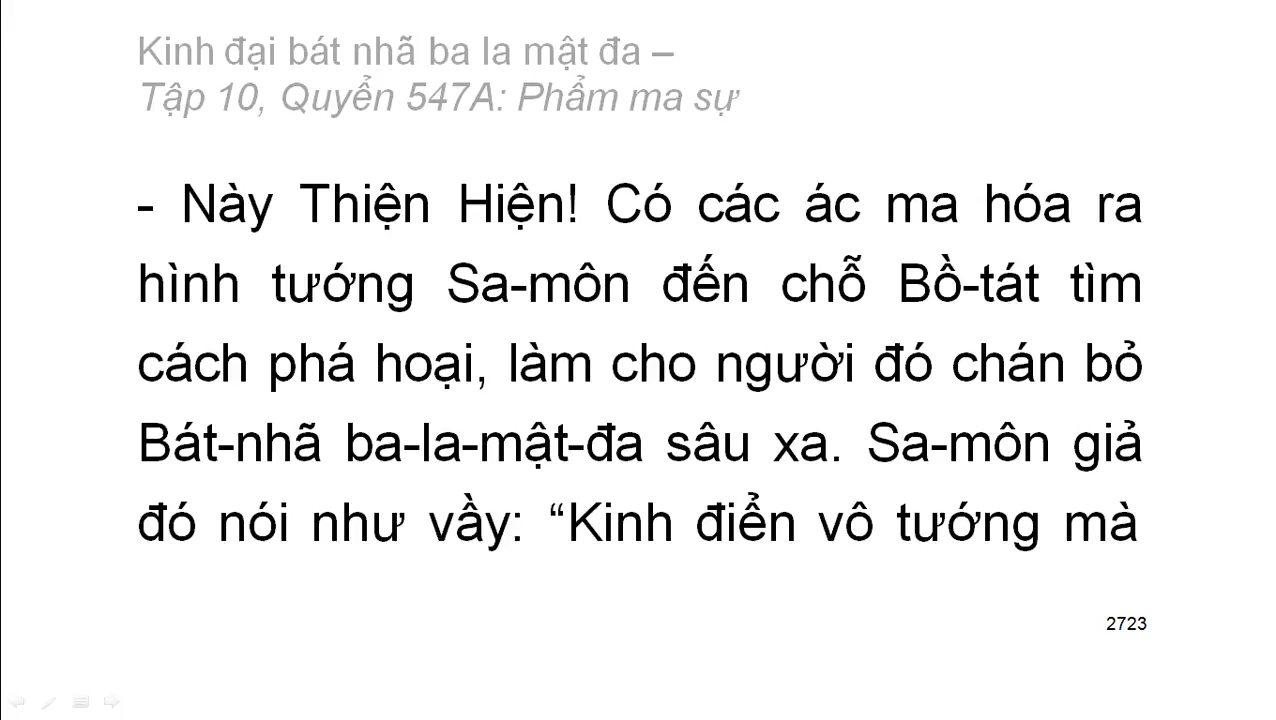 Kinh đại bát nhã ba la mật đa –
Tập 10, Quyển 547A: Phẩm ma sự
- Này Thiện Hiện! Có các ác ma hóa ra
hình tướng Sa-môn đến chỗ Bồ-tát tìm
cách phá hoại, làm cho người đó chán bỏ
Bát-nhã ba-la-mật-đa sâu xa. Sa-môn giả
đó nói như vầy: “Kinh điển vô tướng mà
2723